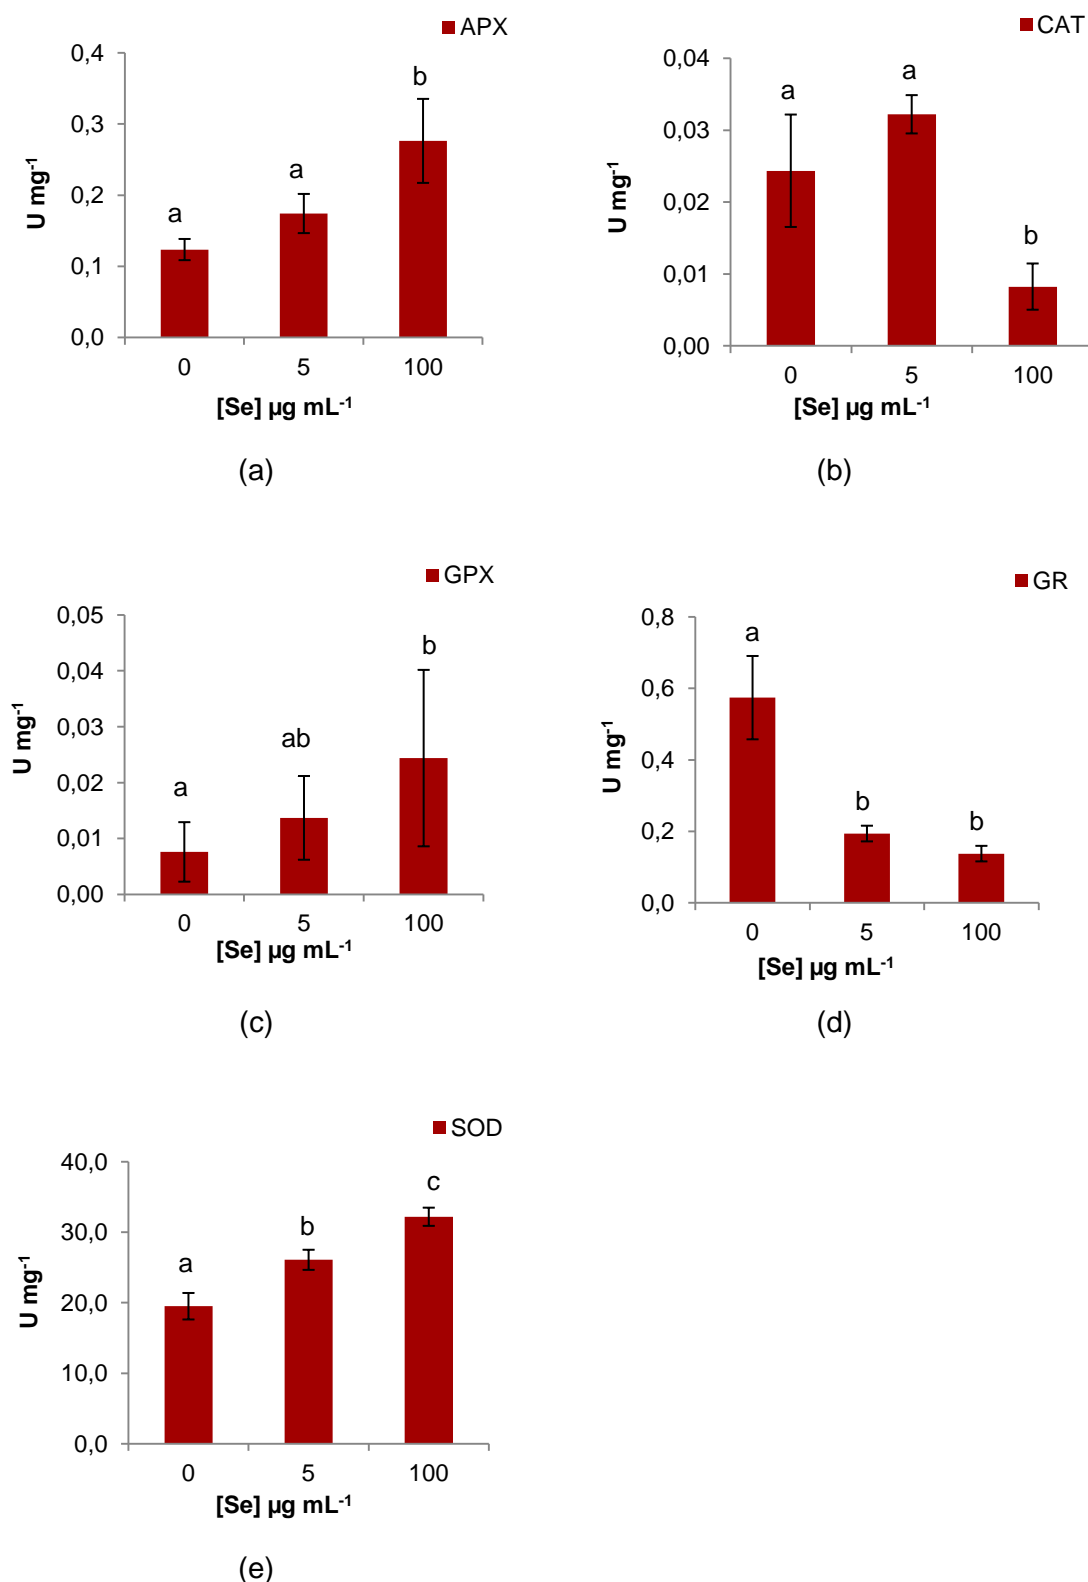 APX
0,4
0,3
0,2
0,1
0,0
U mg-1
a
a
b
0
5
100
[Se] µg mL-1
(a)
CAT
0,04
0,03
0,02
0,01
0,00
U mg-1
a
a
b
0
5
100
[Se] µg mL-1
(b)
GPX
0,05
0,04
0,03
0,02
0,01
0,00
U mg-1
a
ab
b
0
5
100
[Se] µg mL-1
(c)
GR
0,8
0,6
0,4
0,2
0,0
U mg-1
a
b
b
0
5
100
[Se] µg mL-1
(d)
SOD
40,0
30,0
20,0
10,0
0,0
U mg-1
a
b
c
0
5
100
[Se] µg mL-1
(e)